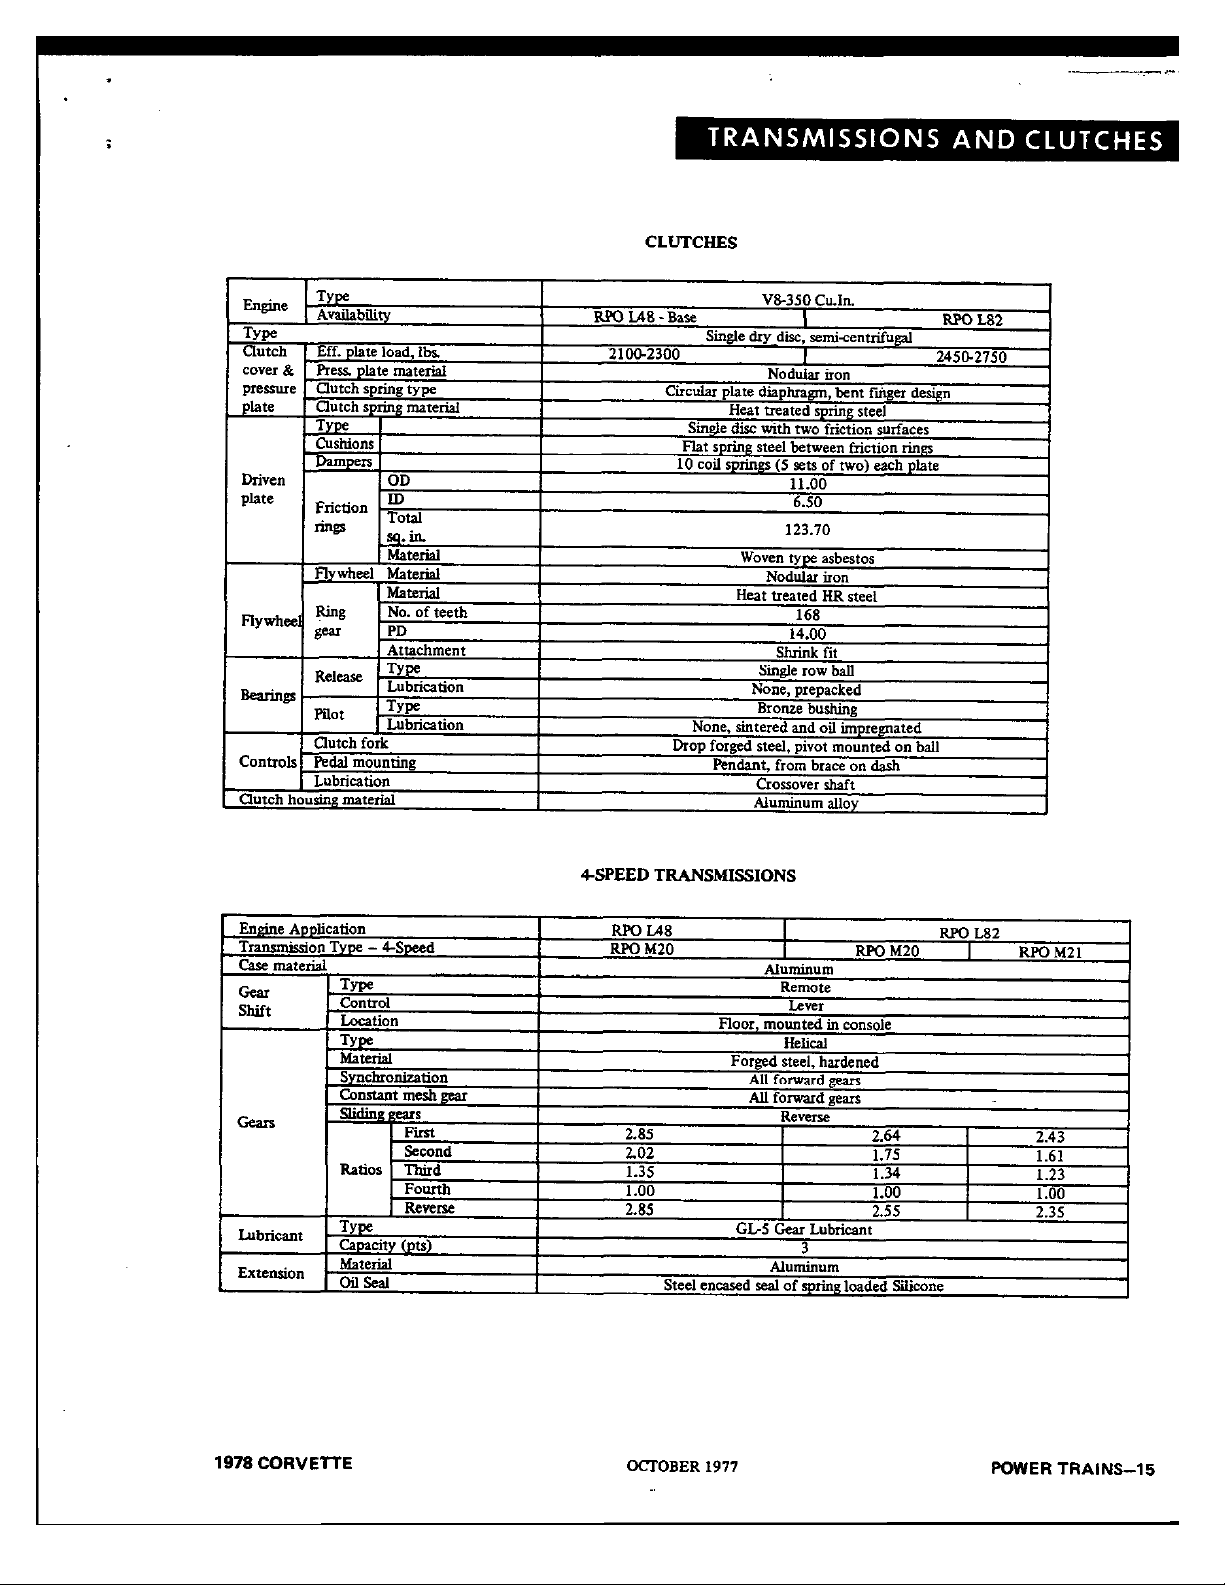 TRANSMISSIONS AND CLUTCHES
CLUTCHES
Engine Type V8-350 Cu.In.
Availability RPO L48 - Base RPO L82
Type Single dry disc, semi-centrifugal
Clutch cover & pressure plate Eff. plate load, lbs. 2100-2300 2450-2750
Press. plate material Nodular iron
Clutch spring type Circular plate diaphragm, bent finger design
Clutch spring material Heat treated spring steel
Driven plate Type Single disc with two friction surfaces
Cushions Flat spring steel between friction rings
Dampers 10 coil springs (5 sets of two) each plate
Friction rings OD 11.00
ID 6.50
Total sq. in. 123.70
Material Woven type asbestos
Flywheel Flywheel Material Nodular iron
Ring gear Material Heat treated HR steel
No. of teeth 168
PD 14.00
Attachment Shrink fit
Bearings Release Type Single row ball
Lubrication None, prepacked
Pilot Type Bronze bushing
Lubrication None, sintered and oil impregnated
Controls Clutch fork Drop forged steel, pivot mounted on ball
Pedal mounting Pendant, from brace on dash
Lubrication Crossover shaft
Clutch housing material Aluminum alloy
4-SPEED TRANSMISSIONS
Engine Application RPO L48 RPO L82
Transmission Type – 4-Speed RPO M20 RPO M20 RPO M21
Case material Aluminum
Gear Shift Type Remote
Control Lever
Location Floor, mounted in console
Gears Type Helical
Material Forged steel, hardened
Synchronization All forward gears
Constant mesh gear All forward gears
Sliding gears Reverse
Ratios First 2.85 2.64 2.43
Second 2.02 1.75 1.61
Third 1.35 1.34 1.23
Fourth 1.00 1.00 1.00
Reverse 2.85 2.55 2.35
Lubricant Type GL-5 Gear Lubricant
Capacity (pts) 3
Extension Material Aluminum
Oil Seal Steel encased seal of spring loaded Silicone
1978 CORVETTE OCTOBER 1977 POWER TRAINS–15